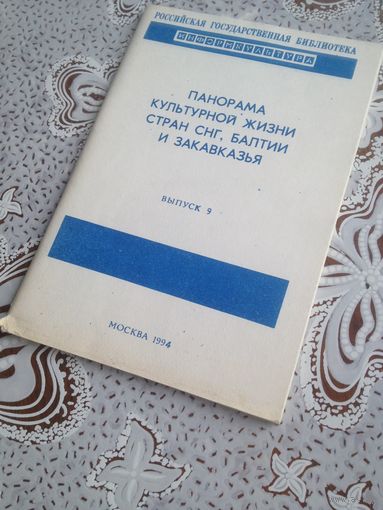 РОССИЙСКАЯ ГОСУДАРСТВЕННАЯ БИБЛИОТЕКА
ИНФОРМКУЛЬТУРА
ПАНОРАМА
КУЛЬТУРНОЙ ЖИЗНИ
СТРАН СНГ, БАЛТИИ
И ЗАКАВКАЗЬЯ
ВЫПУСК 9
МОСКВА 1994